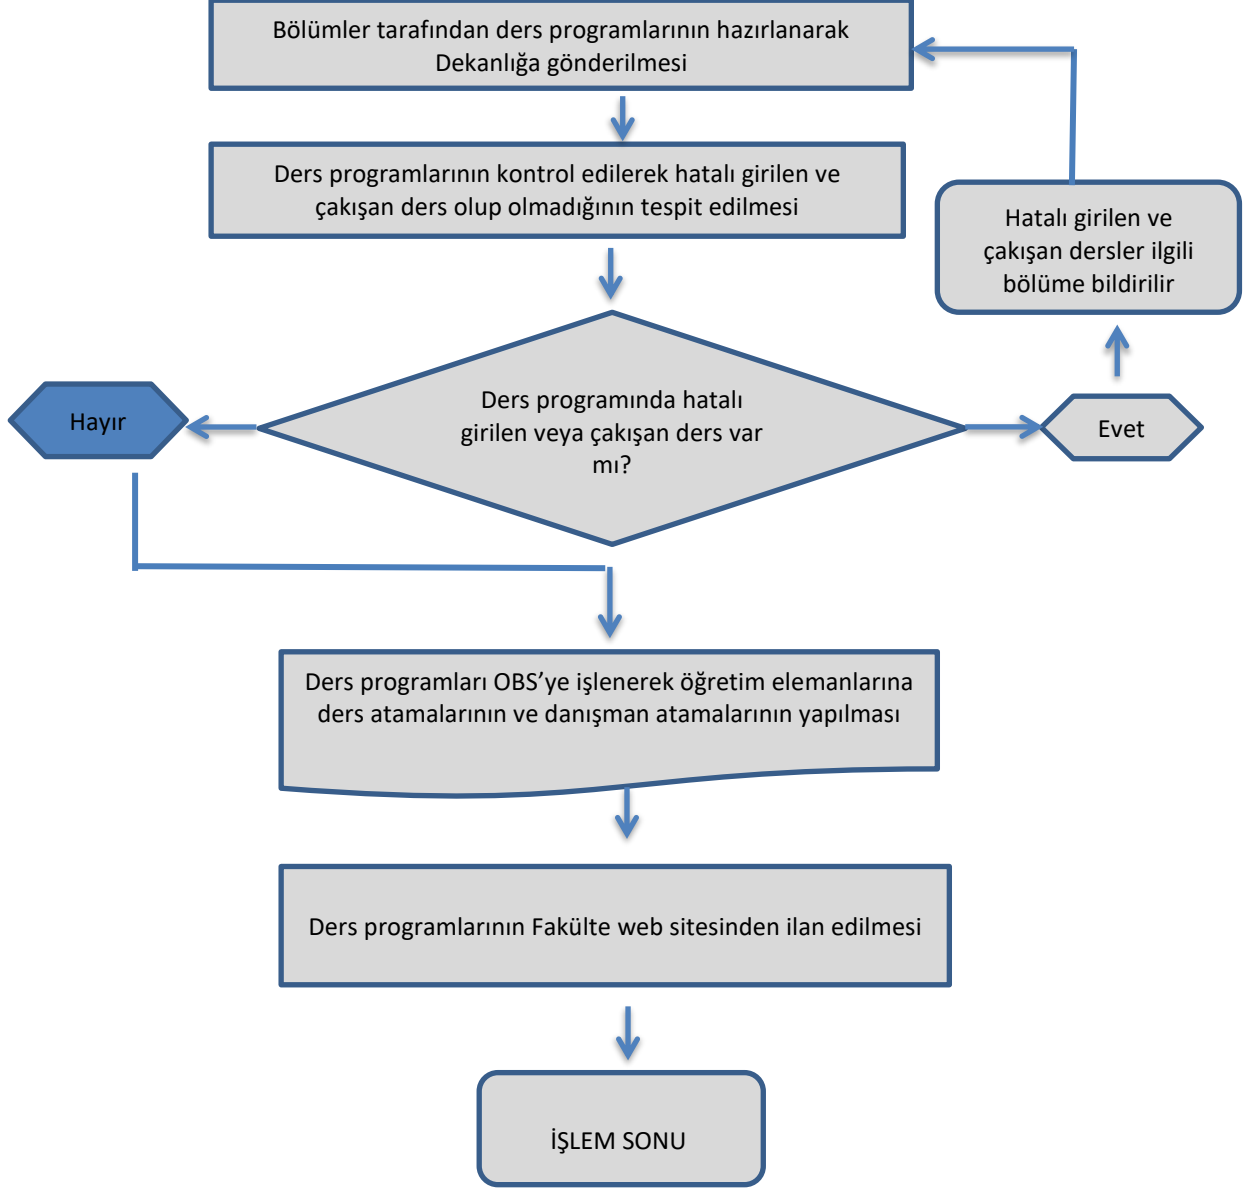 Bölümler tarafından ders programlarının hazırlanarak
Dekanlığa gönderilmesi
Ders programlarının kontrol edilerek hatalı girilen ve
çakışan ders olup olmadığının tespit edilmesi
Hatalı girilen ve
çakışan dersler ilgili
bölüme bildirilir
Hayır
Ders programında hatalı
girilen veya çakışan ders var
mı?
Evet
Ders programları OBS’ye işlenerek öğretim elemanlarına
ders atamalarının ve danışman atamalarının yapılması
Ders programlarının Fakülte web sitesinden ilan edilmesi
İŞLEM SONU